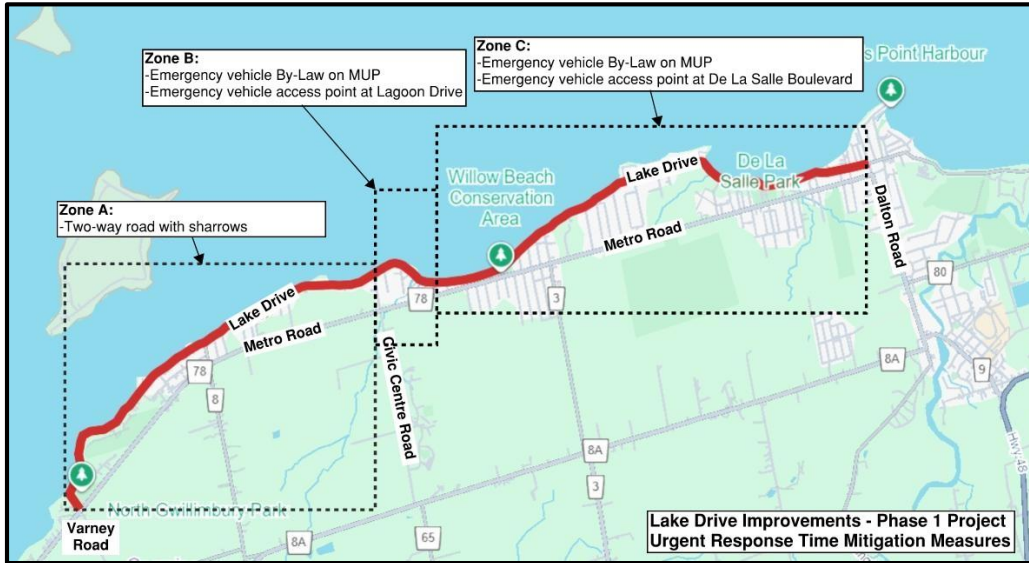 Zone B:
-Emergency vehicle By-Law on MUP
-Emergency vehicle access point at Lagoon Drive
Zone C:
-Emergency vehicle By-Law on MUP
-Emergency vehicle access point at De La Salle Boulevard
s Point Harbour
Zone A:
-Two-way road with sharrows
Willow Beach
Conservation
Area
Lake Drive
De La
Salle Park
Metro Road
Dalton Road
Lake Drive
Metro Road
78
78
3
80
8
Civic Centre Road
8A
9
8A
3
Hwy 48
North Gwillimbury Park
Varney
Road
8A
65
Lake Drive Improvements - Phase 1 Project
Urgent Response Time Mitigation Measures